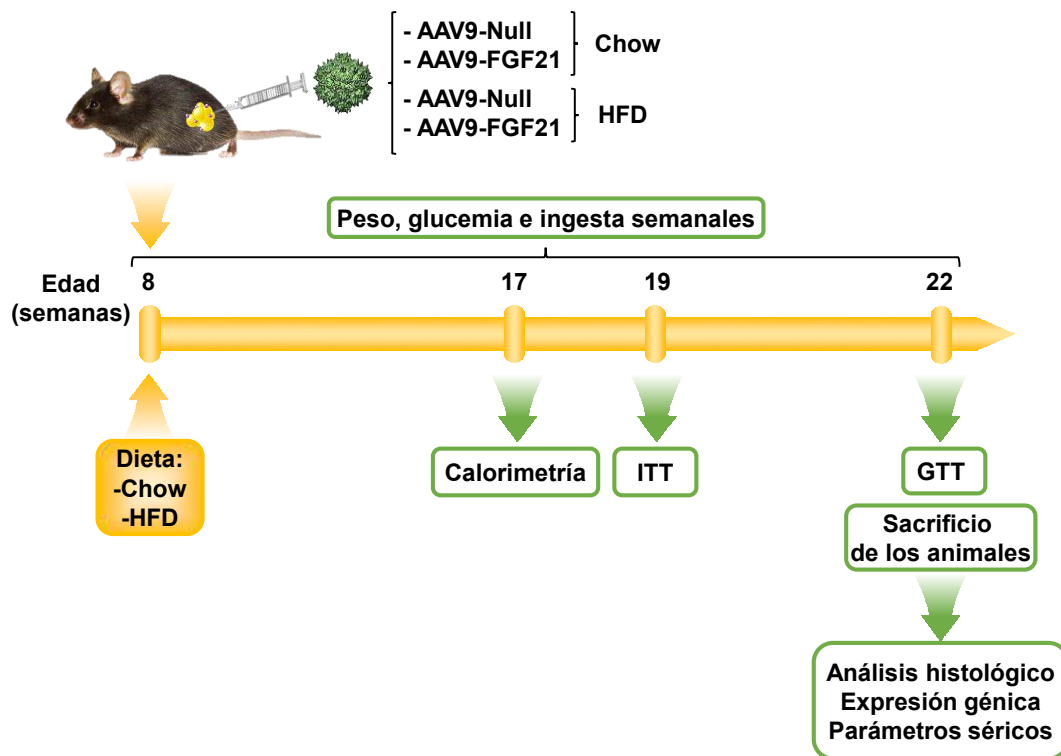 - AAV9-Null
- AAV9-FGF21
Chow
- AAV9-Null
- AAV9-FGF21
HFD
Peso, glucemia e ingesta semanales
Edad
(semanas)
8
17
19
22
Dieta:
-Chow
-HFD
Calorimetría
ITT
GTT
Sacrificio
de los animales
Análisis histológico
Expresión génica
Parámetros séricos